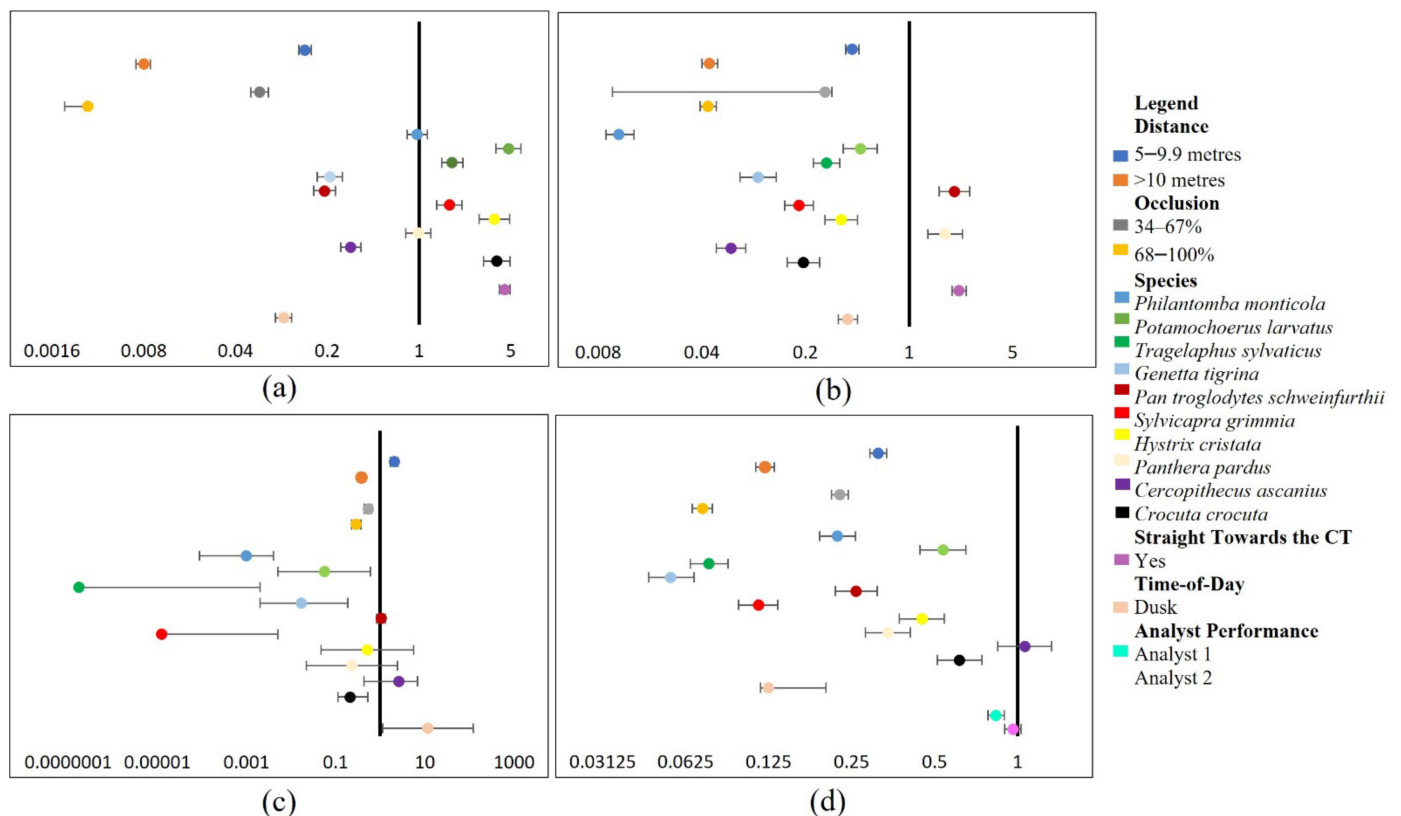 0.0016 0.008 0.04 0.2 1 5
(a)
0.008 0.04 0.2 1 5
(b)
0.0000001 0.00001 0.001 0.1 10 1000
(c)
0.03125 0.0625 0.125 0.25 0.5 1
(d)
Legend
Distance
5–9.9 metres
>10 metres
Occlusion
34–67%
68–100%
Species
Philantomba monticola
Potamochoerus larvatus
Tragelaphus sylvaticus
Genetta tigrina
Pan troglodytes schweinfurthii
Sylvicapra grimmia
Hystrix cristata
Panthera pardus
Cercopithecus ascanius
Crocuta crocuta
Straight Towards the CT
Yes
Time-of-Day
Dusk
Analyst Performance
Analyst 1
Analyst 2